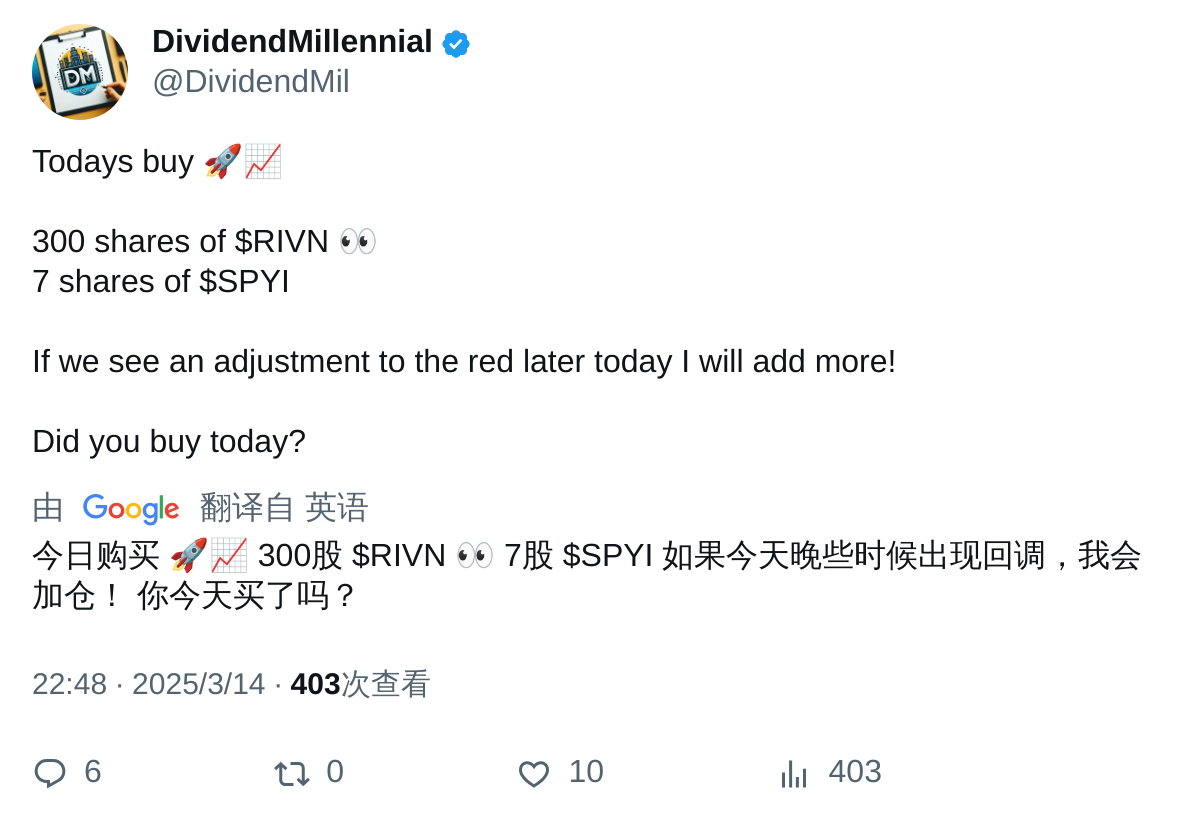 DividendMillennial
@DividendMil
DM
Todays buy 🚀📈
300 shares of $RIVN 👀
7 shares of $SPYI
If we see an adjustment to the red later today I will add more!
Did you buy today?
由 Google 翻译自 英语
今日购买 🚀📈 300股 $RIVN 👀 7股 $SPYI 如果今天晚些时候出现回调，我会
加仓！ 你今天买了吗？
22:48 · 2025/3/14 · 403次查看
6 0 10 403